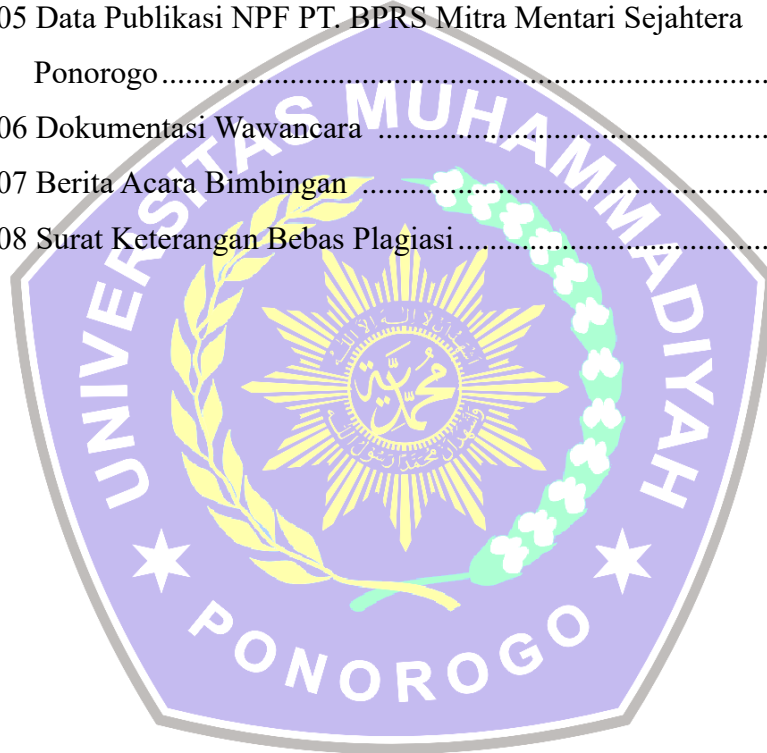 05 Data Publikasi NPF PT. BPRS Mitra Mentari Sejahtera
Ponorogo..............................................................................
06 Dokumentasi Wawancara ..................................................
07 Berita Acara Bimbingan ....................................................
08 Surat Keterangan Bebas Plagiasi........................................
UNIVERSITAS MUHAMMADIYAH
PONOROGO
محمدية